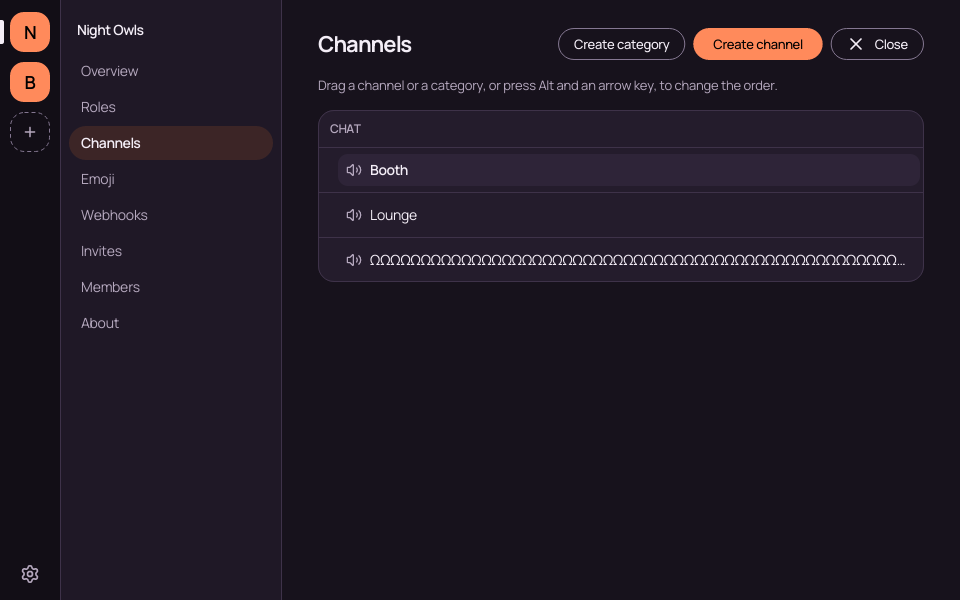 N
Night Owls
B
+
Overview
Roles
Channels
Emoji
Webhooks
Invites
Members
About
Channels
Create category
Create channel
Close
Drag a channel or a category, or press Alt and an arrow key, to change the order.
CHAT
Booth
Lounge
ΩΩΩΩΩΩΩΩΩΩΩΩΩΩΩΩΩΩΩΩΩΩΩΩΩΩΩΩΩΩΩΩΩΩΩΩΩΩΩΩΩΩΩΩΩΩΩΩΩΩΩΩ...